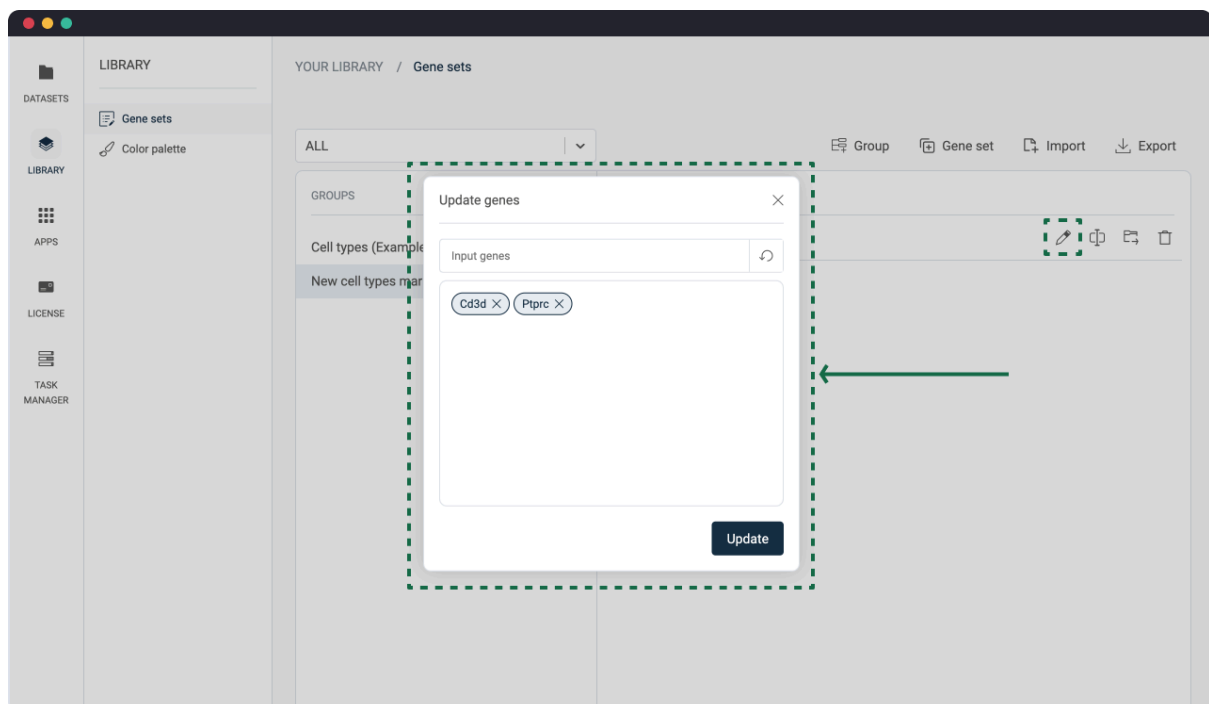 DATASETS
LIBRARY
APPS
LICENSE
TASK
MANAGER
LIBRARY
Gene sets
Color palette
YOUR LIBRARY / Gene sets
ALL
Group
Gene set
Import
Export
GROUPS
Cell types (Example
New cell types mar
Update genes
Input genes
Cd3d
Ptprc
Update